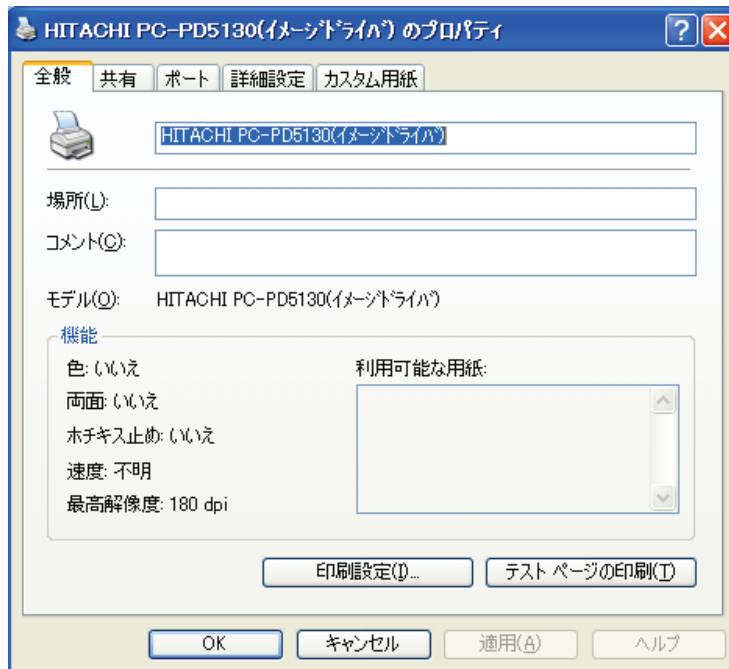 HITACHI PC-PD5130(ｲﾒｰｼﾞﾄﾞﾗｲﾊﾞ) のプロパティ
全般 共有 ポート 詳細設定 カスタム用紙
HITACHI PC-PD5130(ｲﾒｰｼﾞﾄﾞﾗｲﾊﾞ)
場所(L):
コメント(C):
モデル(O): HITACHI PC-PD5130(ｲﾒｰｼﾞﾄﾞﾗｲﾊﾞ)
機能
色: いいえ 利用可能な用紙:
両面: いいえ
ホチキス止め: いいえ
速度: 不明
最高解像度: 180 dpi
印刷設定(I)... テスト ページの印刷(T)
OK キャンセル 適用(A) ヘルプ